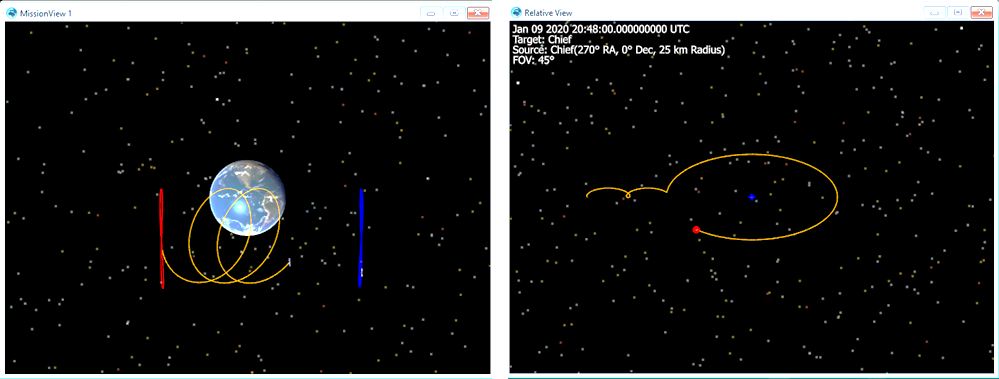 MissionView 1
Relative View
Jan 09 2020 20:48:00.000000000 UTC
Target: Chief
Source: Chief(270° RA, 0° Dec, 25 km Radius)
FOV: 45°